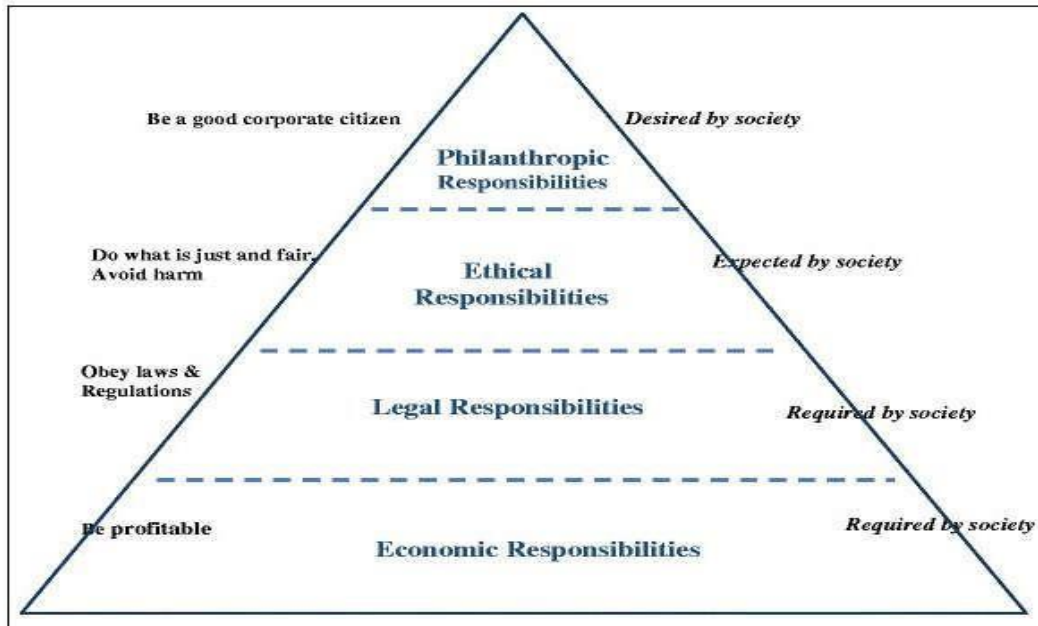 Be a good corporate citizen
Desired by society
Philanthropic
Responsibilities
Do what is just and fair,
Avoid harm
Expected by society
Ethical
Responsibilities
Obey laws &
Regulations
Legal Responsibilities
Required by society
Be profitable
Required by society
Economic Responsibilities